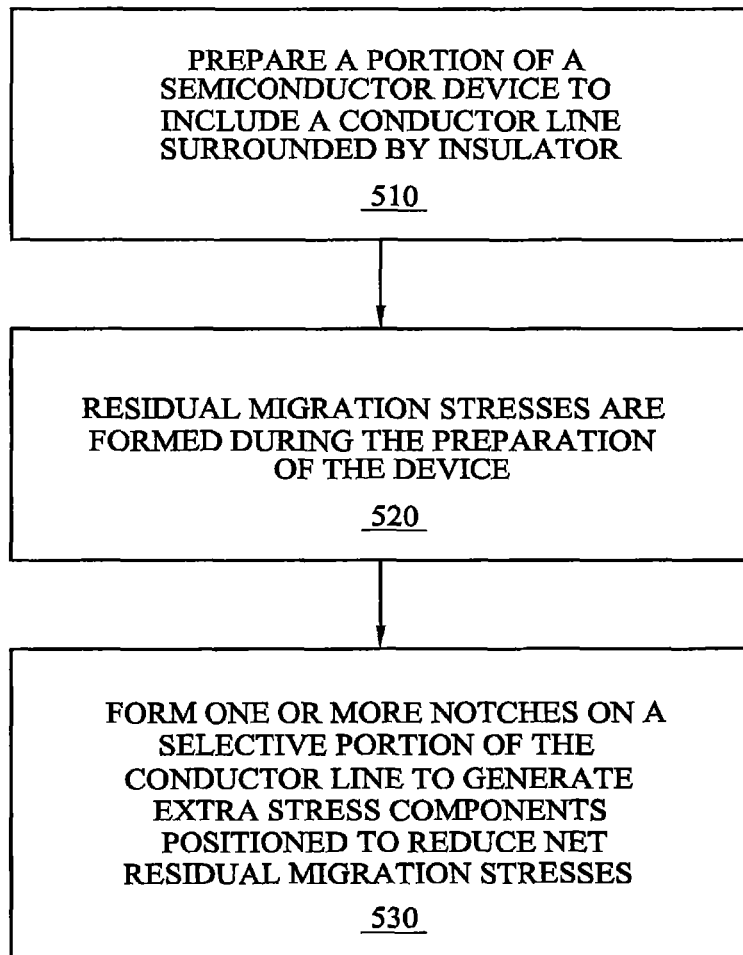 PREPARE A PORTION OF A
SEMICONDUCTOR DEVICE TO
INCLUDE A CONDUCTOR LINE
SURROUNDED BY INSULATOR
510
RESIDUAL MIGRATION STRESSES ARE
FORMED DURING THE PREPARATION
OF THE DEVICE
520
FORM ONE OR MORE NOTCHES ON A
SELECTIVE PORTION OF THE
CONDUCTOR LINE TO GENERATE
EXTRA STRESS COMPONENTS
POSITIONED TO REDUCE NET
RESIDUAL MIGRATION STRESSES
530